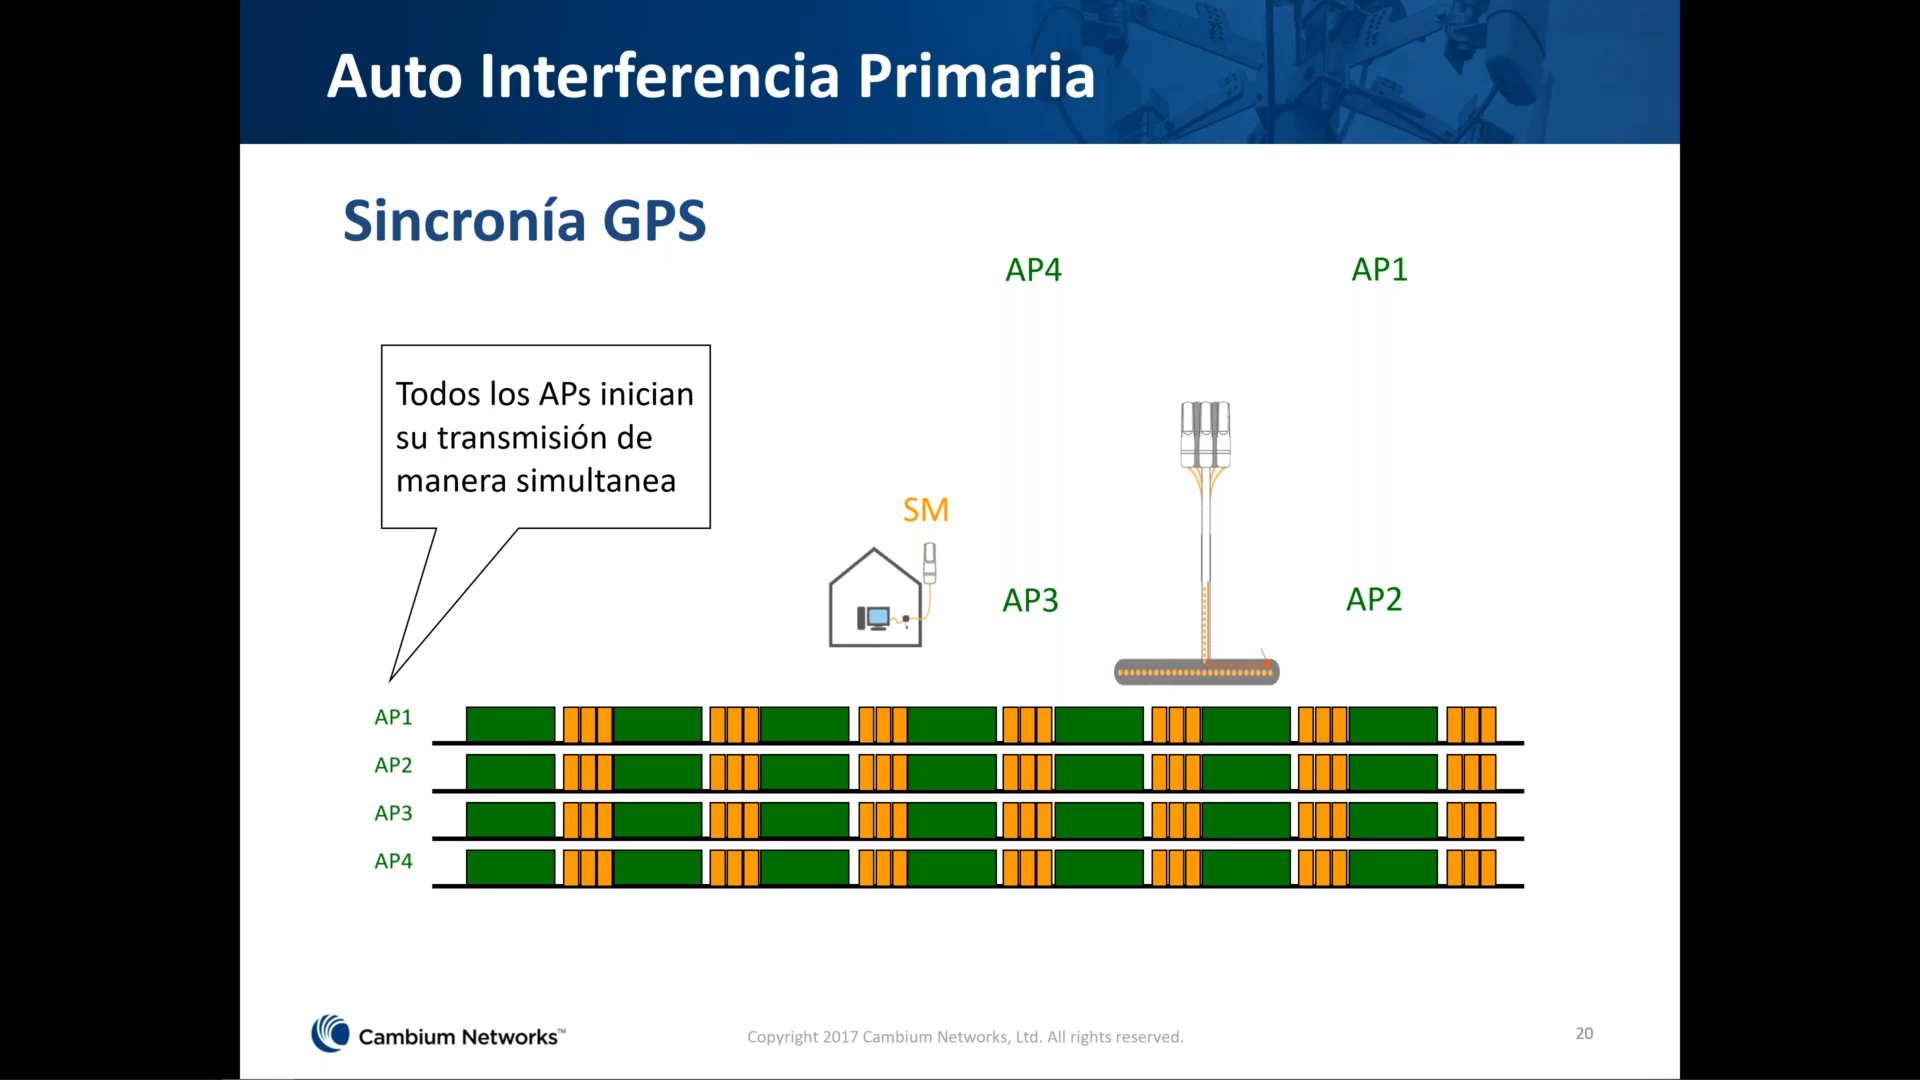 Auto Interferencia Primaria
Sincronía GPS
AP4
AP1
Todos los APs inician
su transmisión de
manera simultanea
SM
AP3
AP2
AP1
AP2
AP3
AP4
Cambium Networks™
Copyright 2017 Cambium Networks, Ltd. All rights reserved.
20